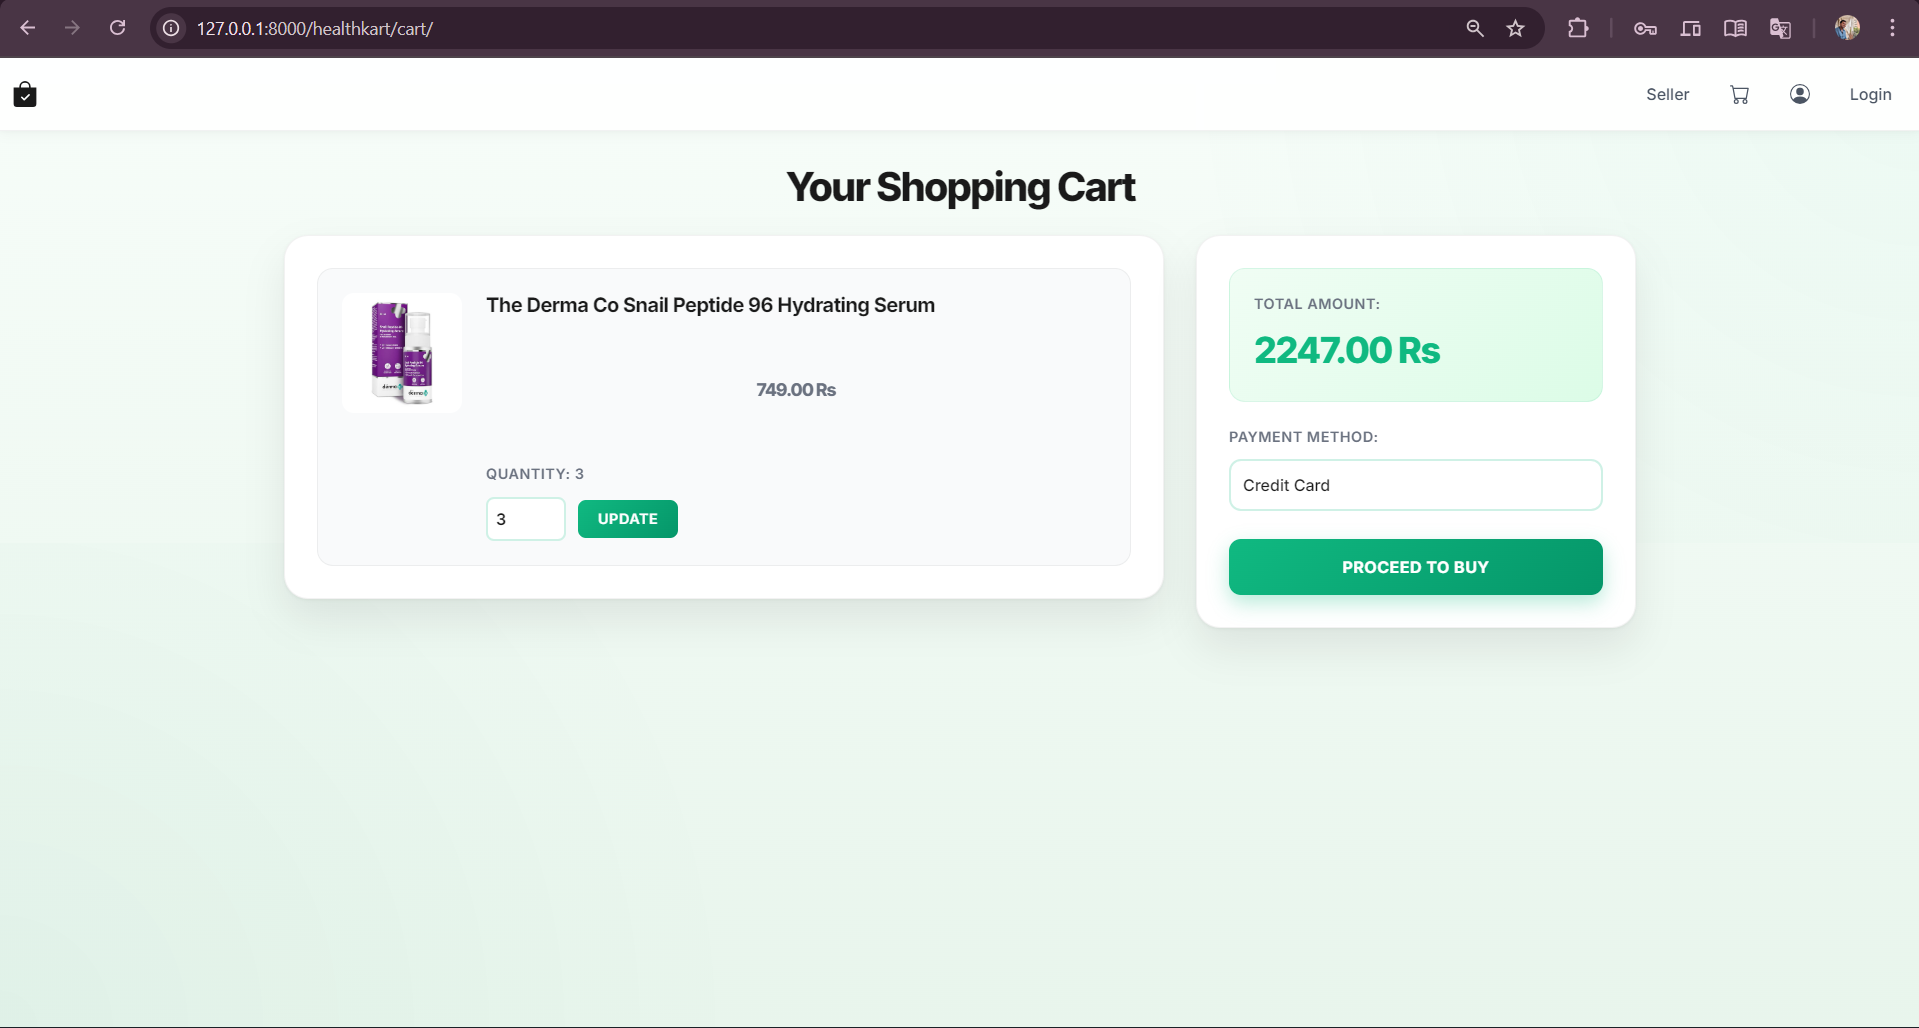 127.0.0.1:8000/healthkart/cart/
Seller
Login
Your Shopping Cart
The Derma Co Snail Peptide 96 Hydrating Serum
749.00 Rs
QUANTITY: 3
3
UPDATE
TOTAL AMOUNT:
2247.00 Rs
PAYMENT METHOD:
Credit Card
PROCEED TO BUY